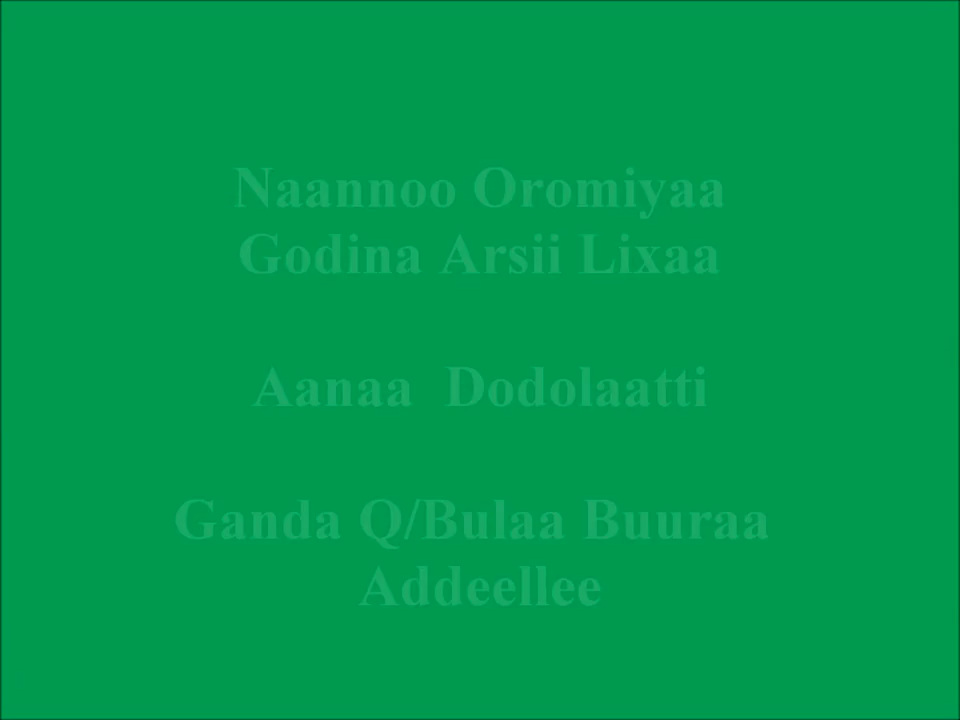 Naannoo Oromiyaa
Godina Arsii Lixaa
Aanaa  Dodolaatti
Ganda Q/Bulaa Buuraa
Addeellee